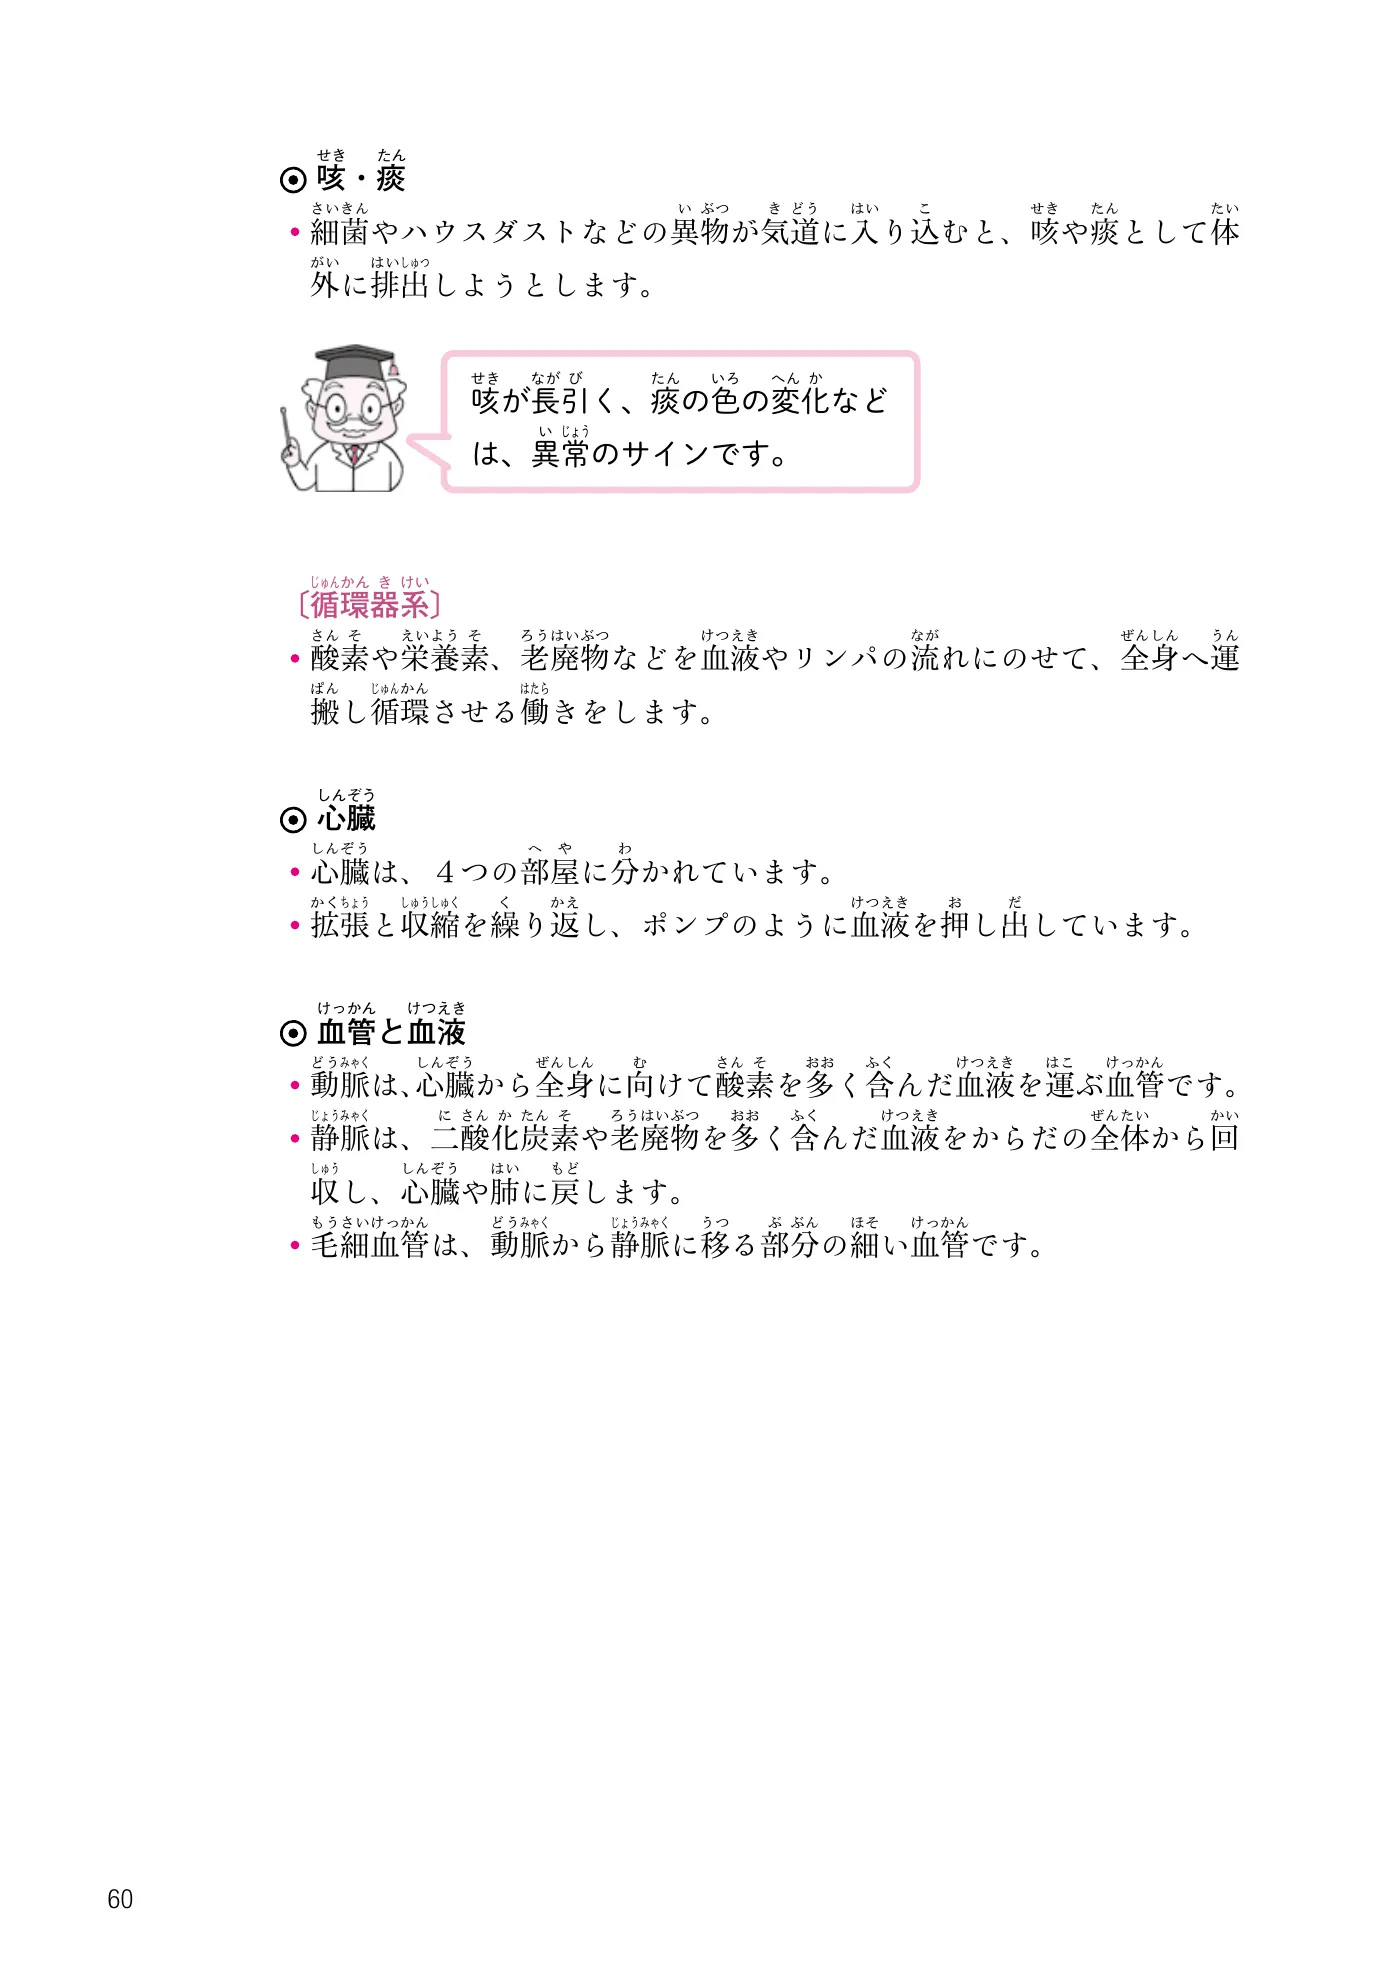 ◉ 咳・痰
• 細菌やハウスダストなどの異物が気道に入り込むと、咳や痰として体
外に排出しようとします。
咳が長引く、痰の色の変化など
は、異常のサインです。
〔循環器系〕
• 酸素や栄養素、老廃物などを血液やリンパの流れにのせて、全身へ運
搬し循環させる働きをします。
◉ 心臓
• 心臓は、４つの部屋に分かれています。
• 拡張と収縮を繰り返し、ポンプのように血液を押し出しています。
◉ 血管と血液
• 動脈は、心臓から全身に向けて酸素を多く含んだ血液を運ぶ血管です。
• 静脈は、二酸化炭素や老廃物を多く含んだ血液をからだの全体から回
収し、心臓や肺に戻します。
• 毛細血管は、動脈から静脈に移る部分の細い血管です。
60